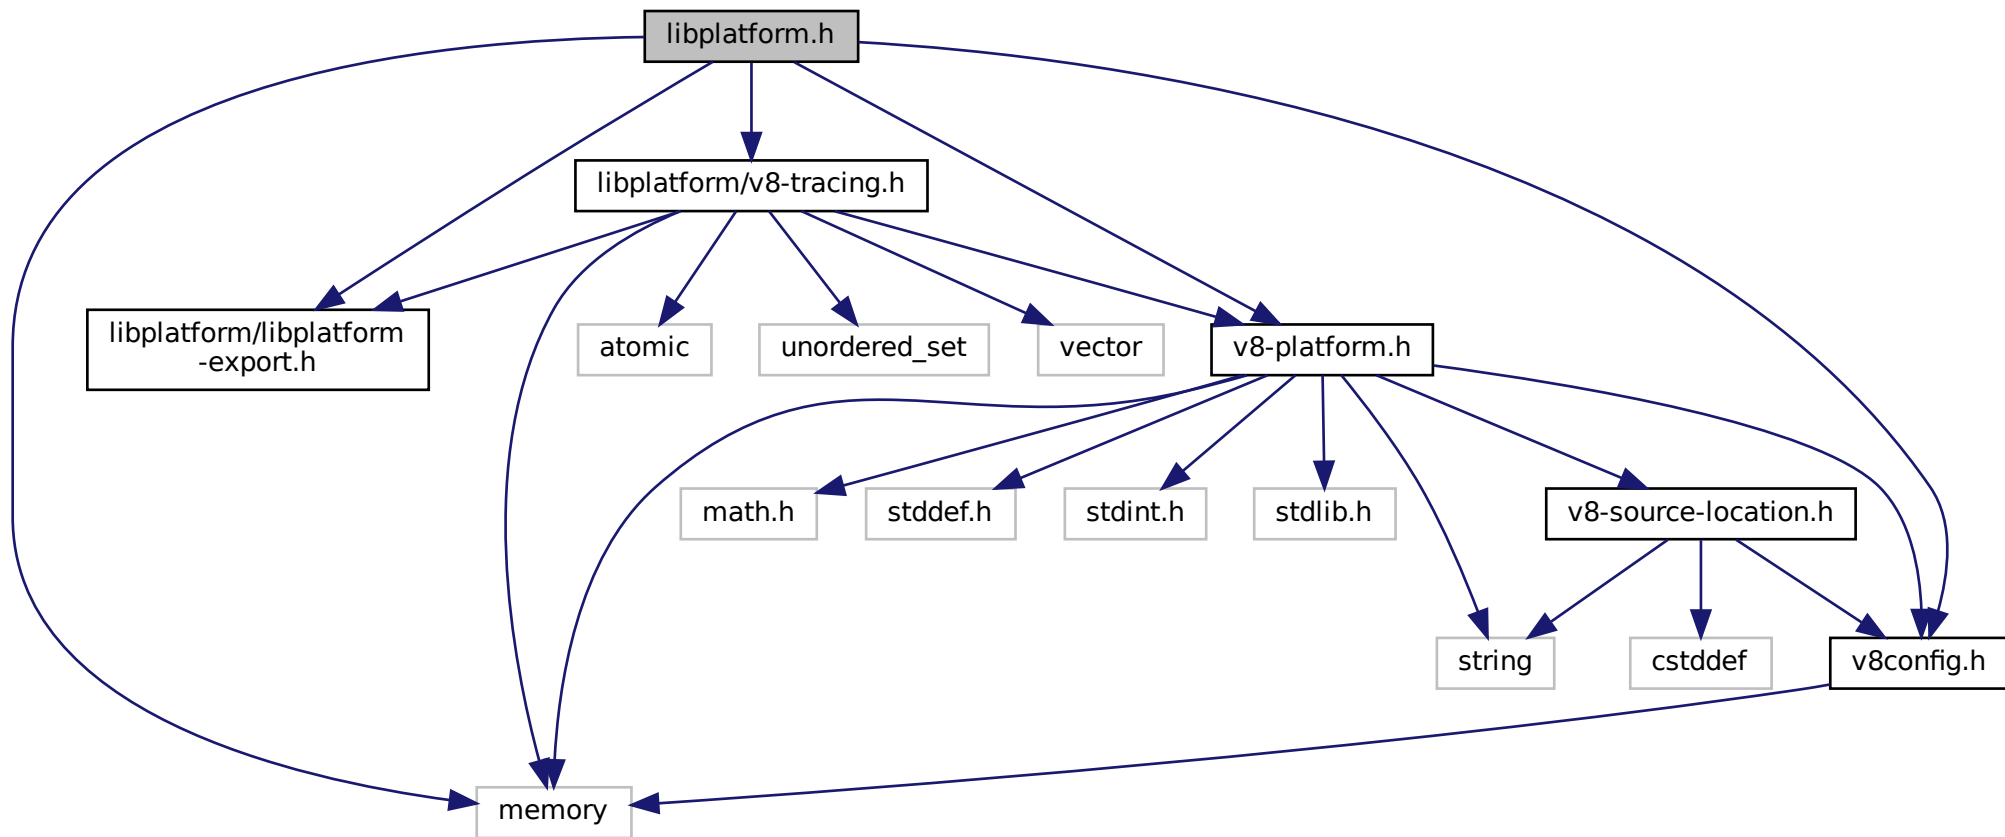 libplatform.h
libplatform/v8-tracing.h
libplatform/libplatform
-export.h
atomic
unordered_set
vector
v8-platform.h
math.h
stddef.h
stdint.h
stdlib.h
v8-source-location.h
string
cstddef
v8config.h
memory